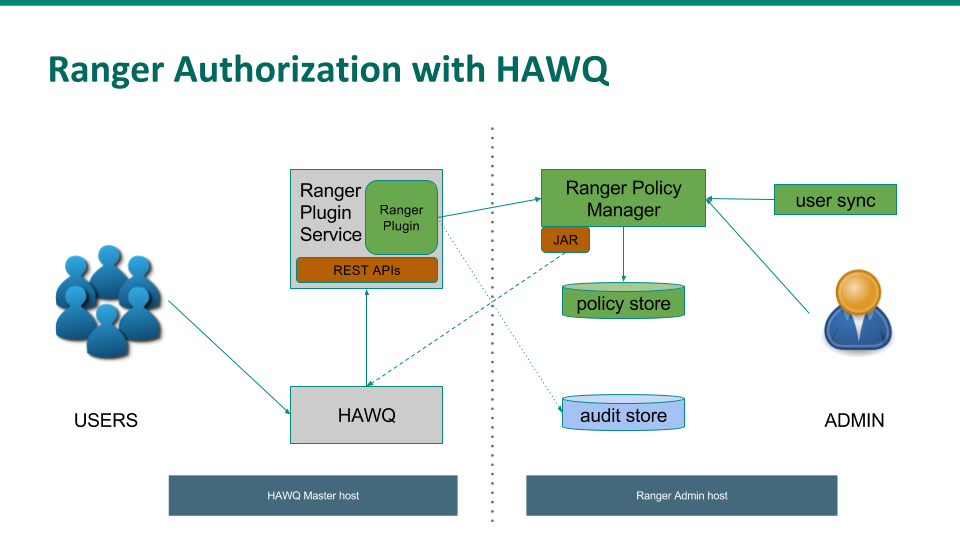 Ranger Authorization with HAWQ
Ranger
Plugin
Service
Ranger
Plugin
REST APIs
Ranger Policy
Manager
JAR
user sync
policy store
HAWQ
audit store
USERS
ADMIN
HAWQ Master host
Ranger Admin host